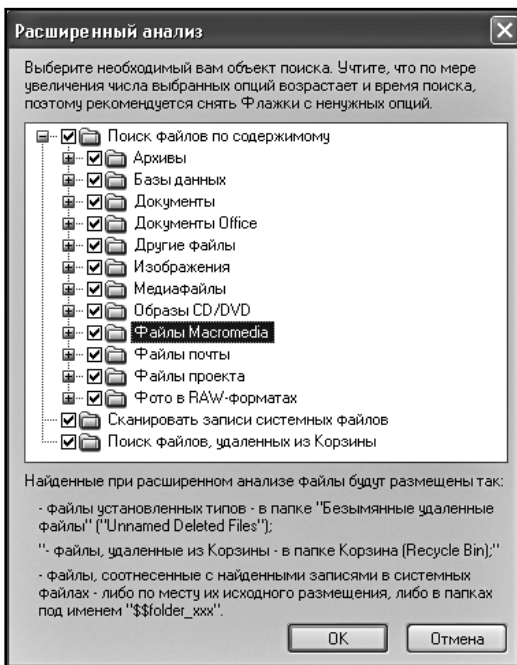 Расширенный анализ
Выберите необходимый вам объект поиска. Учтите, что по мере
увеличения числа выбранных опций возрастает и время поиска,
поэтому рекомендуется снять Флажки с ненужных опций.
Поиск файлов по содержимому
Архивы
Базы данных
Документы
Документы Office
Другие файлы
Изображения
Медиафайлы
Образы CD/DVD
Файлы Macromedia
Файлы почты
Файлы проекта
Фото в RAW-форматах
Сканировать записи системных файлов
Поиск файлов, удаленных из Корзины
Найденные при расширенном анализе файлы будут размещены так:
- файлы установленных типов - в папке "Безымянные удаленные
файлы" ("Unnamed Deleted Files");
"- файлы, удаленные из Корзины - в папке Корзина (Recycle Bin);"
- файлы, соотнесенные с найденными записями в системных
файлах - либо по месту их исходного размещения, либо в папках
под именем "$$folder_xxx".
OK
Отмена